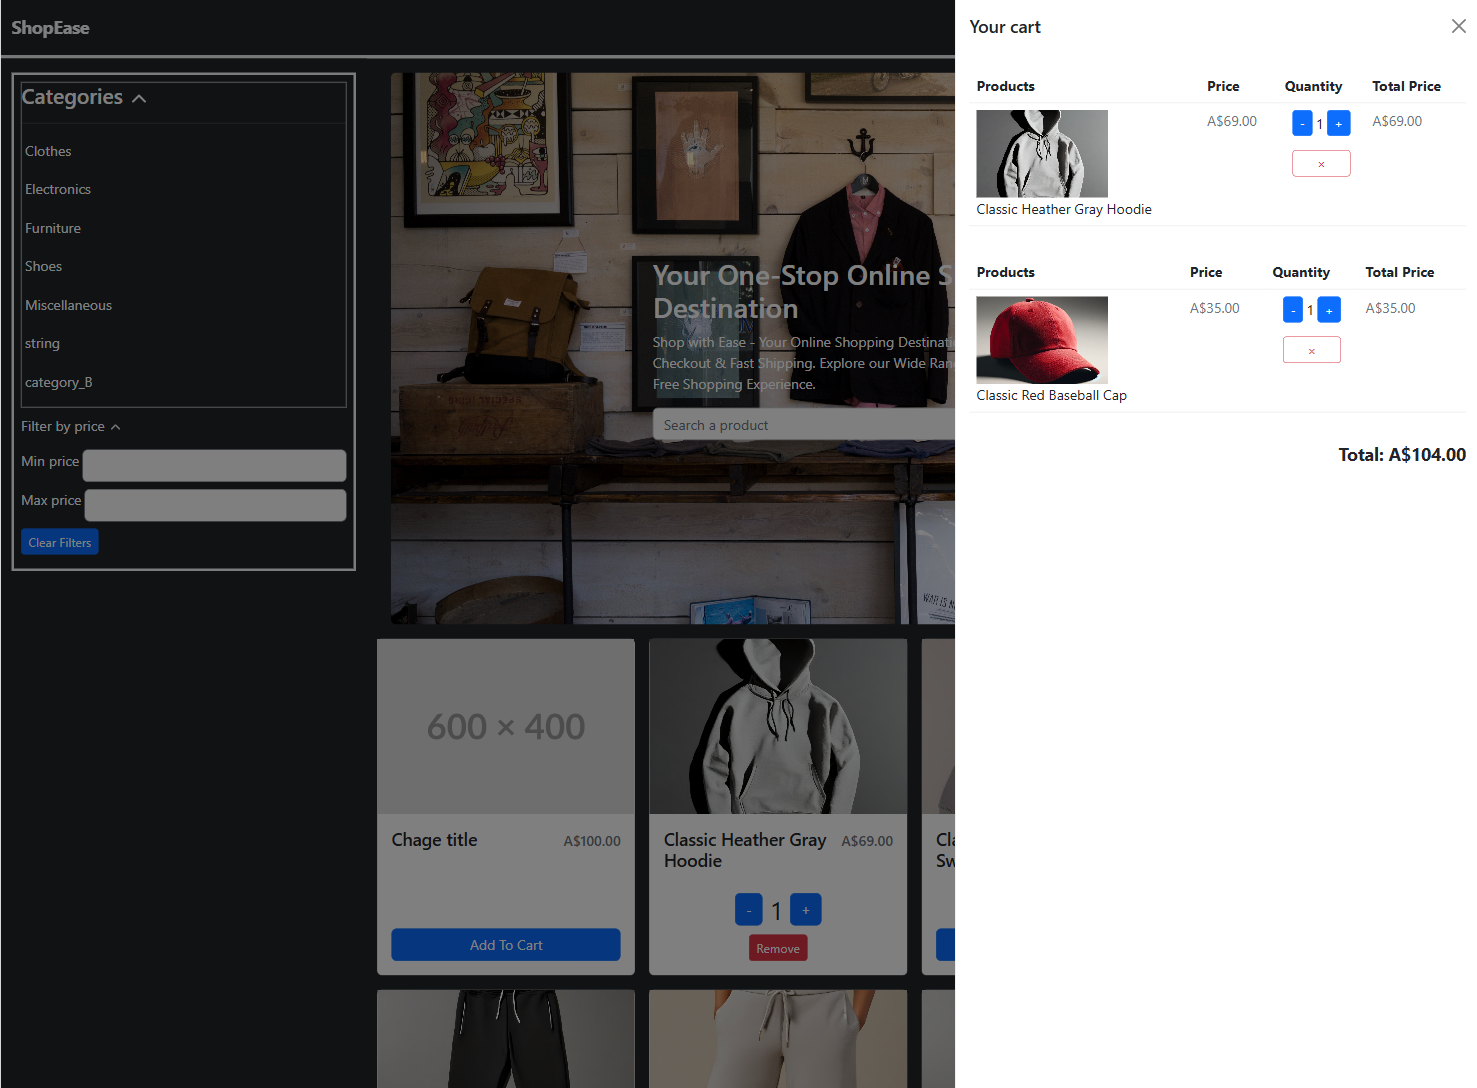 ShopEase
Categories
Clothes
Electronics
Furniture
Shoes
Miscellaneous
string
category_B
Filter by price
Min price
Max price
Clear Filters
Your One-Stop Online S
Destination
Shop with Ease - Your Online Shopping Destinati
Checkout & Fast Shipping. Explore our Wide Ran
Free Shopping Experience.
Search a product
600 × 400
Chage title A$100.00
Add To Cart
Classic Heather Gray A$69.00
Hoodie
- 1 +
Remove
Cla
Sw
Your cart
Products Price Quantity Total Price
A$69.00 - 1 + A$69.00
×
Classic Heather Gray Hoodie
Products Price Quantity Total Price
A$35.00 - 1 + A$35.00
×
Classic Red Baseball Cap
Total: A$104.00